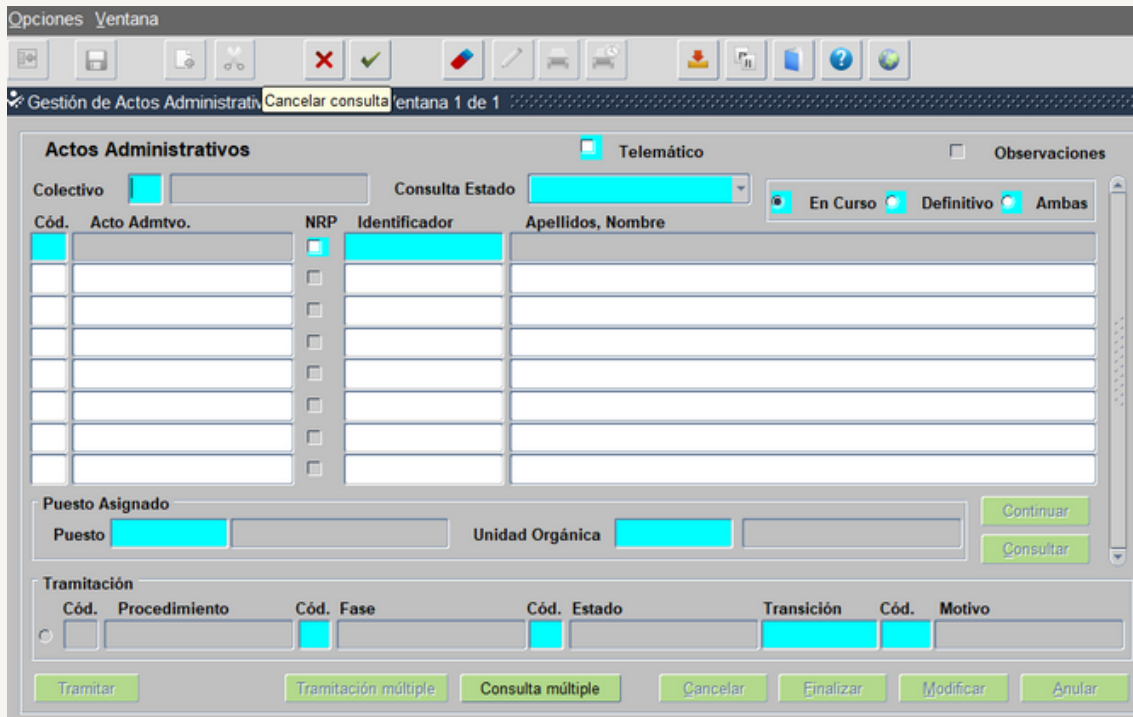 Opciones Ventana
Cancelar consulta
Gestión de Actos Administrativ entana 1 de 1
Actos Administrativos Telemático Observaciones
Colectivo Consulta Estado En Curso Definitivo Ambas
Cód. Acto Admtvo. NRP Identificador Apellidos, Nombre
Puesto Asignado
Puesto Unidad Orgánica
Continuar
Consultar
Tramitación
Cód. Procedimiento Cód. Fase Cód. Estado Transición Cód. Motivo
Tramitar Tramitación múltiple Consulta múltiple Cancelar Finalizar Modificar Anular